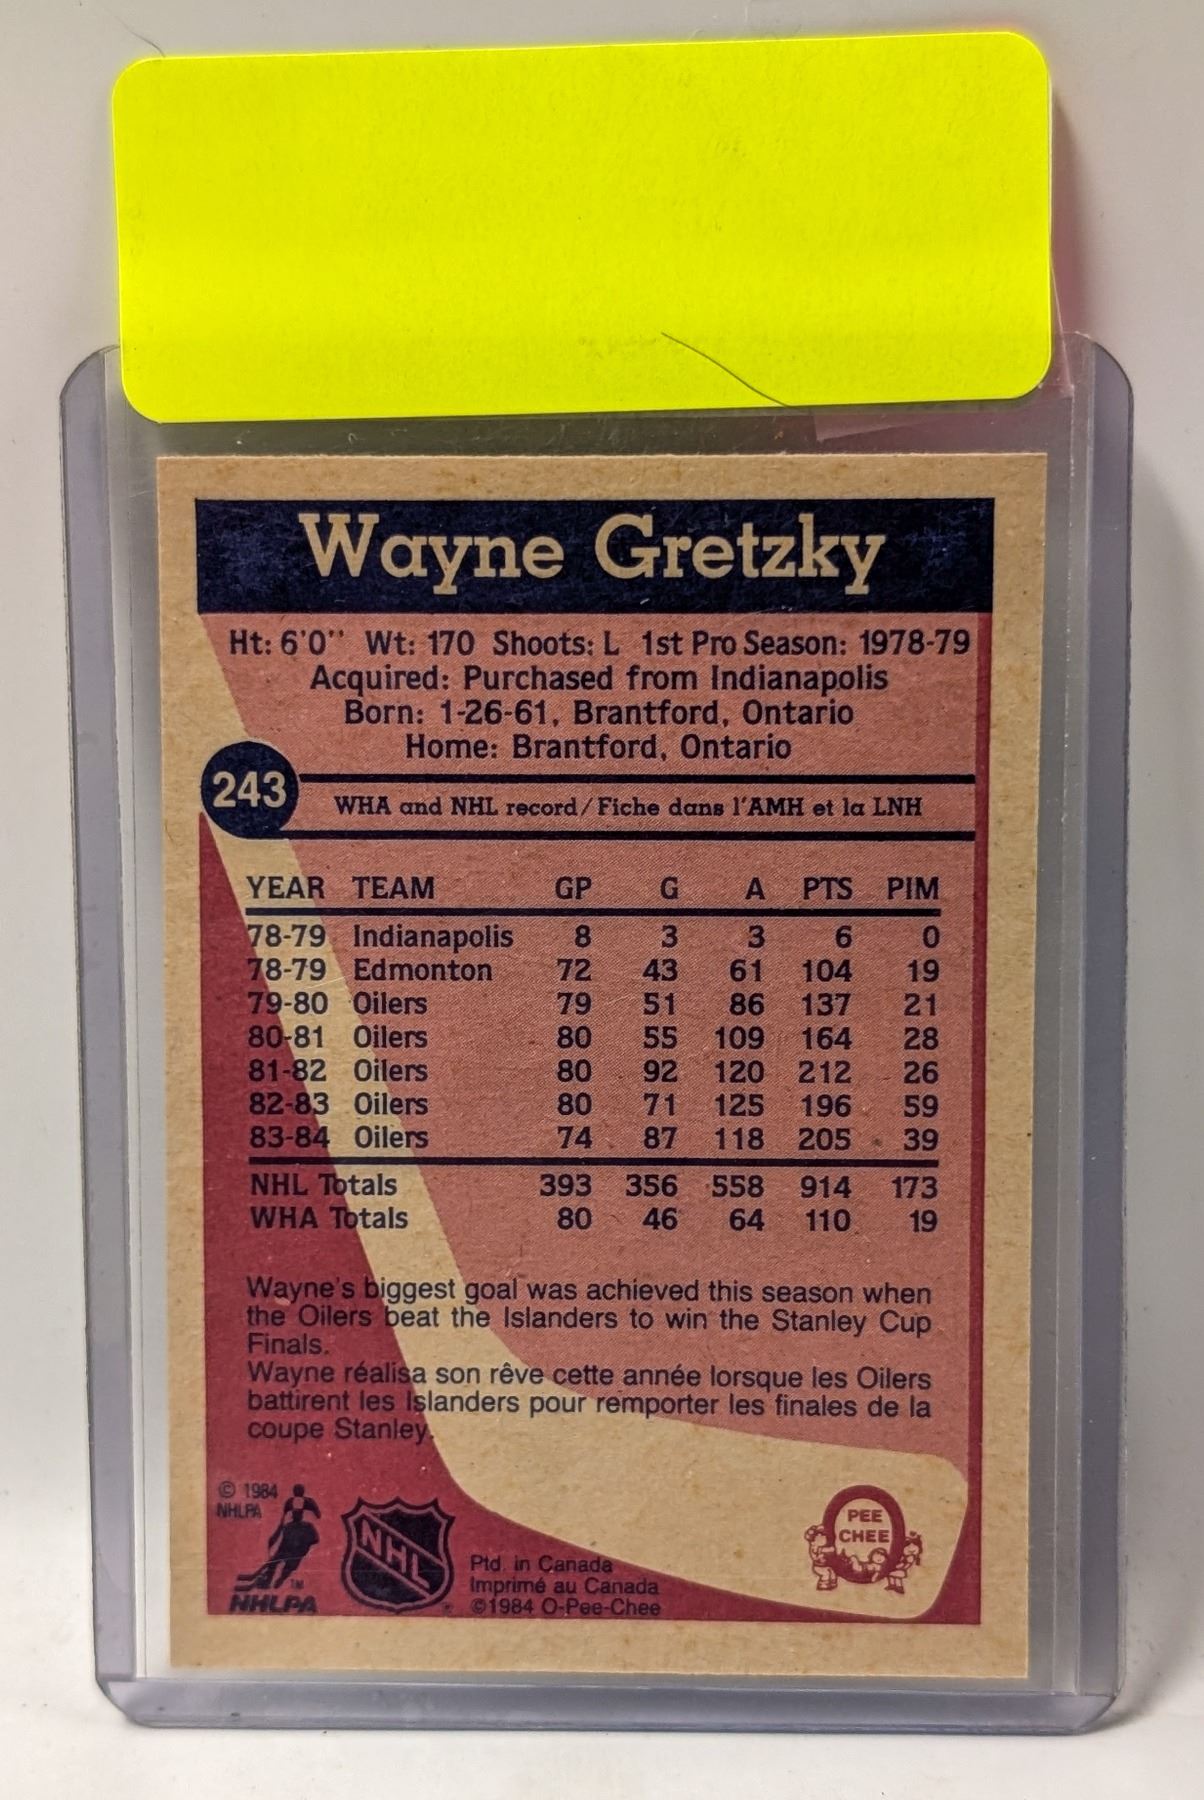 Wayne Gretzky
Ht: 6'0'' Wt: 170 Shoots: L 1st Pro Season: 1978-79
Acquired: Purchased from Indianapolis
Born: 1-26-61, Brantford, Ontario
Home: Brantford, Ontario
243
WHA and NHL record/Fiche dans l'AMH et la LNH
YEAR TEAM GP G A PTS PIM
78-79 Indianapolis 8 3 3 6 0
78-79 Edmonton 72 43 61 104 19
79-80 Oilers 79 51 86 137 21
80-81 Oilers 80 55 109 164 28
81-82 Oilers 80 92 120 212 26
82-83 Oilers 80 71 125 196 59
83-84 Oilers 74 87 118 205 39
NHL Totals 393 356 558 914 173
WHA Totals 80 46 64 110 19
Wayne's biggest goal was achieved this season when
the Oilers beat the Islanders to win the Stanley Cup
Finals.
Wayne réalisa son rêve cette année lorsque les Oilers
battirent les Islanders pour remporter les finales de la
coupe Stanley.
© 1984
NHLPA
TM
NHLPA
NHL
Ptd. in Canada
Imprimé au Canada
©1984 O-Pee-Chee
PEE
CHEE